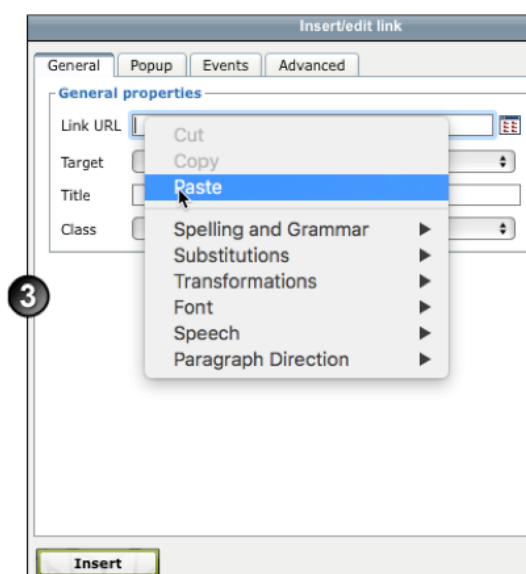 Insert/edit link
General Popup Events Advanced
General properties
Link URL
Cut
Copy
Target
Paste
Title
Class
Spelling and Grammar
Substitutions
Transformations
3
Font
Speech
Paragraph Direction
Insert